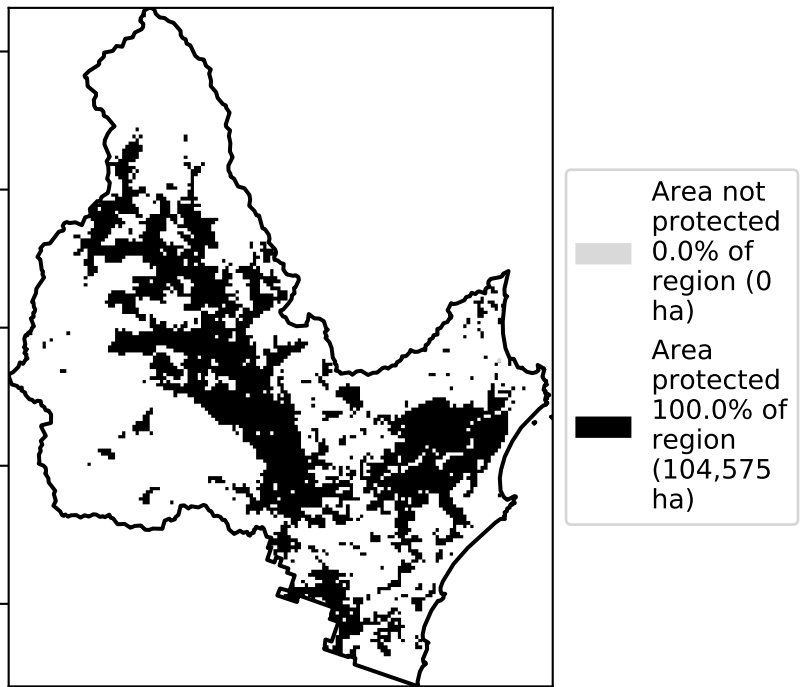 Area not
protected
0.0% of
region (0
ha)
Area
protected
100.0% of
region
(104,575
ha)